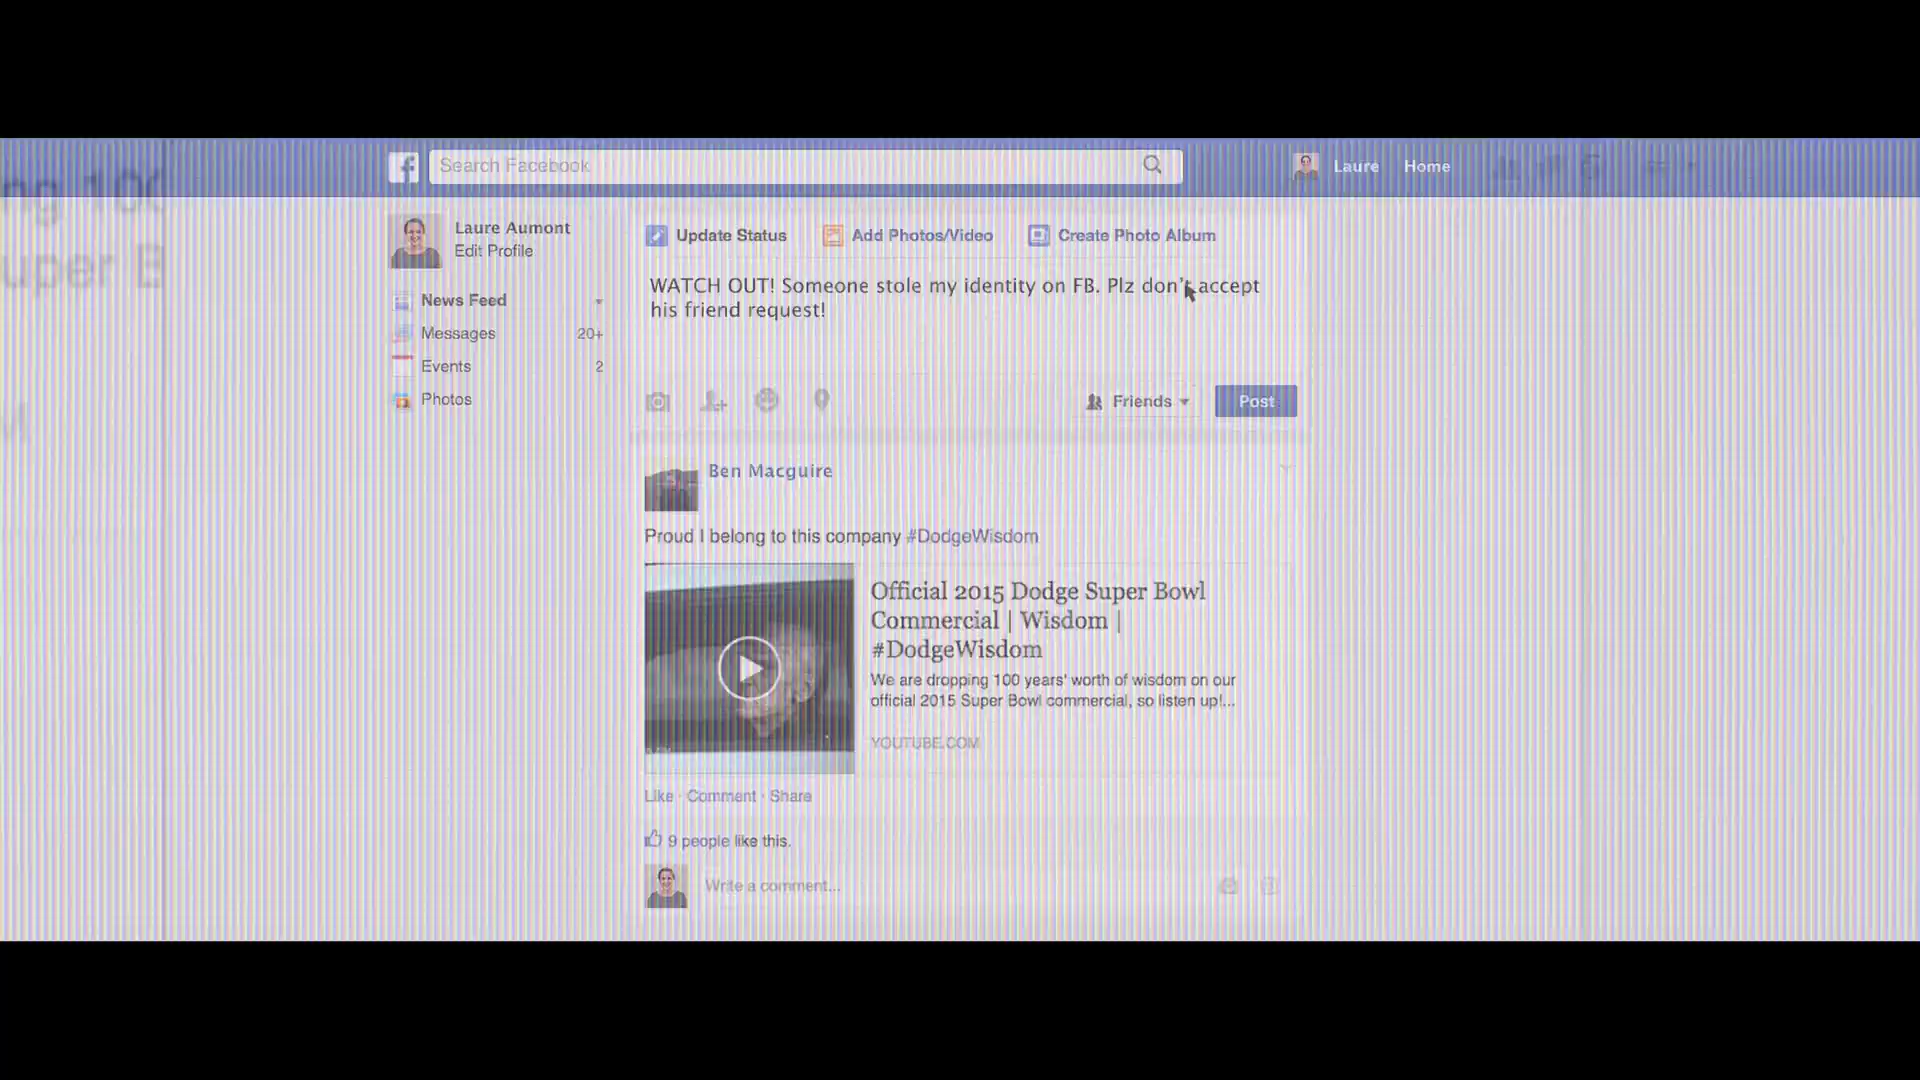 Search Facebook
Laure
Home
ng 100
uper B
Laure Aumont
Edit Profile
News Feed
Messages 20+
Events 2
Photos
Update Status
Add Photos/Video
Create Photo Album
WATCH OUT! Someone stole my identity on FB. Plz don't accept
his friend request!
Friends
Post
Ben Macguire
Proud I belong to this company #DodgeWisdom
Official 2015 Dodge Super Bowl
Commercial | Wisdom |
#DodgeWisdom
We are dropping 100 years' worth of wisdom on our
official 2015 Super Bowl commercial, so listen up!...
YOUTUBE.COM
Like · Comment · Share
9 people like this.
Write a comment...